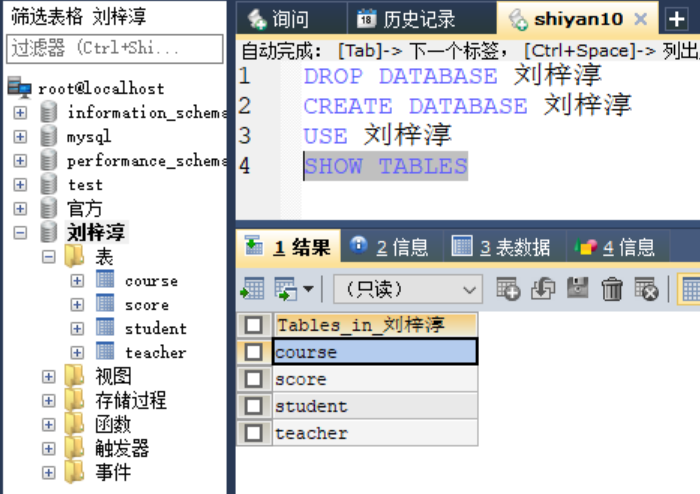 筛选表格 刘梓淳
过滤器 (Ctrl+Shi...
root@localhost
information_schema
mysql
performance_schema
test
官方
刘梓淳
表
course
score
student
teacher
视图
存储过程
函数
触发器
事件
询问 历史记录 shiyan10
自动完成: [Tab]-> 下一个标签, [Ctrl+Space]-> 列出
1 DROP DATABASE 刘梓淳
2 CREATE DATABASE 刘梓淳
3 USE 刘梓淳
4 SHOW TABLES
1 结果 2 信息 3 表数据 4 信息
(只读)
Tables_in_刘梓淳
course
score
student
teacher